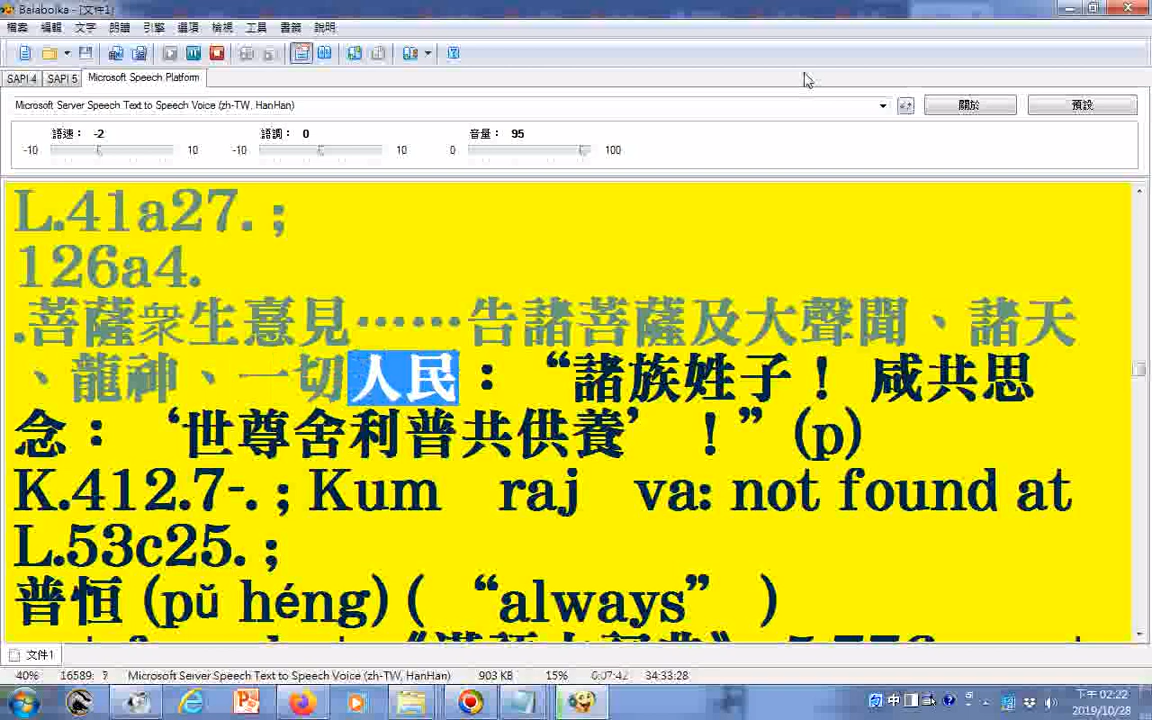 Balabolka - [文件1]
檔案 編輯 文字 朗讀 引擎 選項 檢視 工具 書籤 說明
SAPI 4 SAPI 5 Microsoft Speech Platform
Microsoft Server Speech Text to Speech Voice (zh-TW, HanHan) 關於 預設
語速： -2 語調： 0 音量： 95
-10 10 -10 10 0 100
L.41a27. ;
126a4.
.菩薩衆生憙見……告諸菩薩及大聲聞、諸天
、龍神、一切人民：“諸族姓子！ 咸共思
念：‘世尊舍利普共供養’！”(p)
K.412.7-. ; Kum raj va: not found at
L.53c25. ;
普恒 (pŭ héng) ( “always” )
文件1
40% 16589: ? Microsoft Server Speech Text to Speech Voice (zh-TW, HanHan) 903 KB 15% 0:07:42 34:33:28
中 下午 02:22
2019/10/28